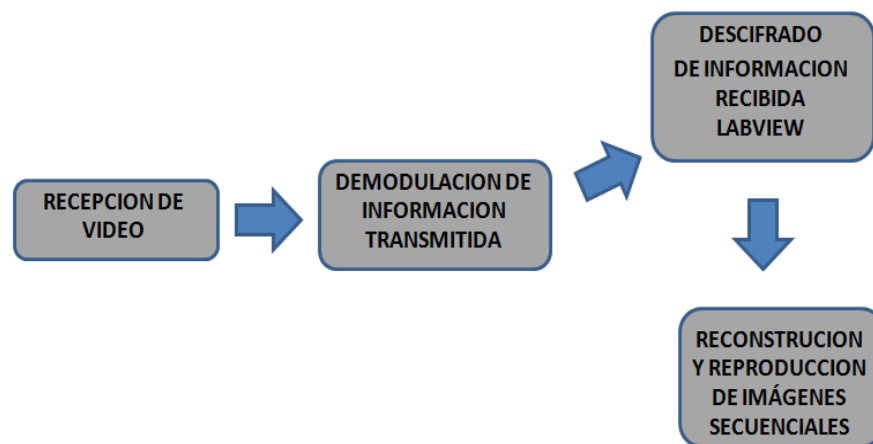 RECEPCION DE
VIDEO
DEMODULACION DE
INFORMACION
TRANSMITIDA
DESCIFRADO
DE INFORMACION
RECIBIDA
LABVIEW
RECONSTRUCION
Y REPRODUCCION
DE IMÁGENES
SECUENCIALES